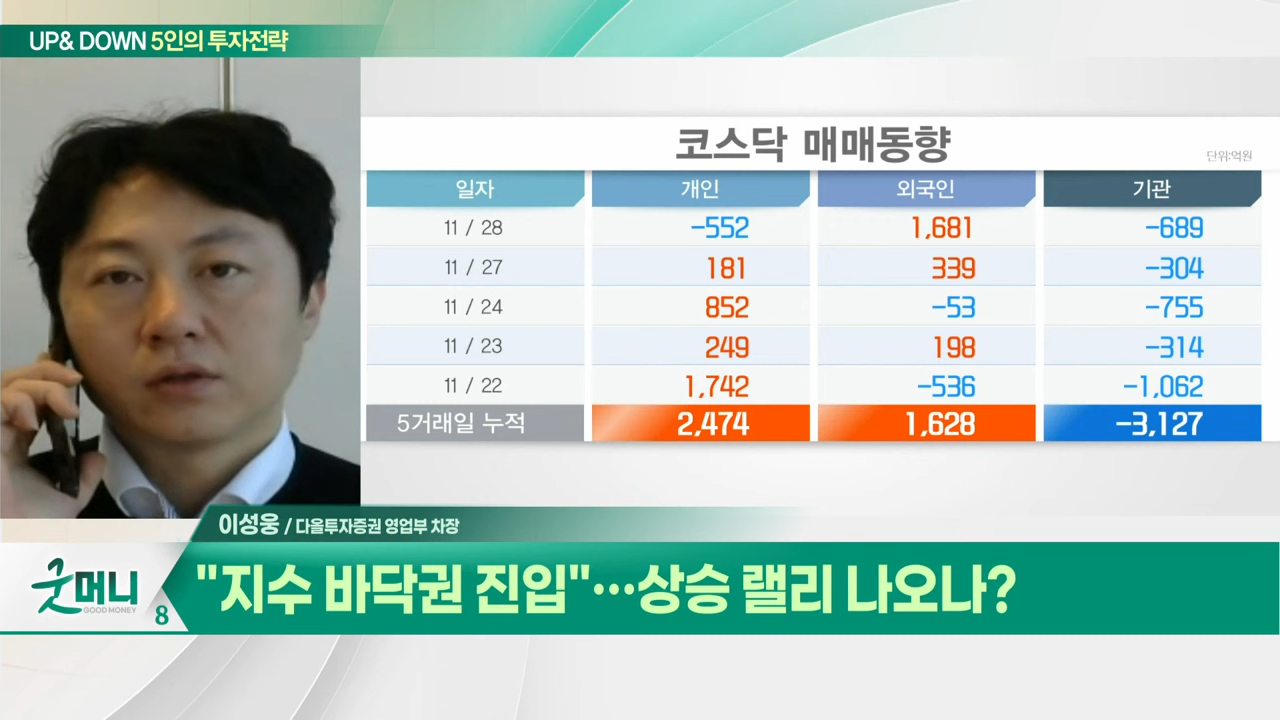 UP& DOWN 5인의 투자전략
코스닥 매매동향
단위:억원
일자 개인 외국인 기관
11 / 28 -552 1,681 -689
11 / 27 181 339 -304
11 / 24 852 -53 -755
11 / 23 249 198 -314
11 / 22 1,742 -536 -1,062
5거래일 누적 2,474 1,628 -3,127
이성웅 / 다올투자증권 영업부 차장
굿머니
GOOD MONEY
8
"지수 바닥권 진입"…상승 랠리 나오나?